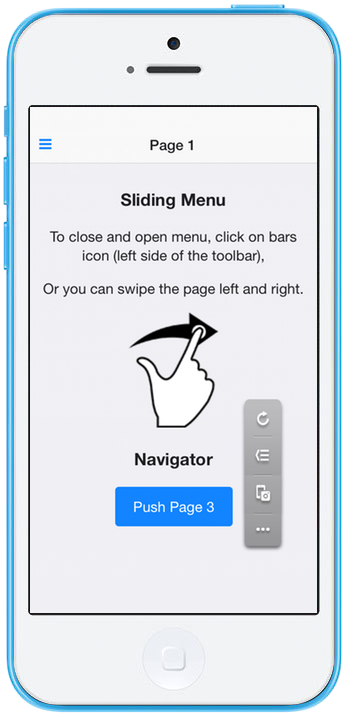 Page 1
Sliding Menu
To close and open menu, click on bars
icon (left side of the toolbar),
Or you can swipe the page left and right.
Navigator
Push Page 3